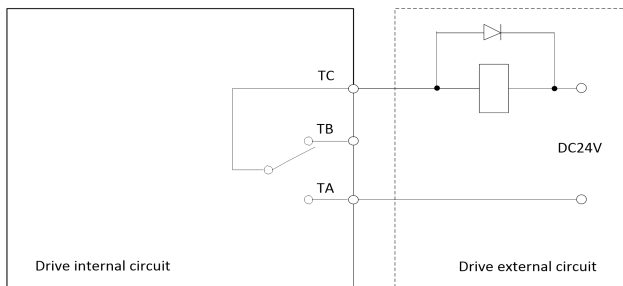 TC
TB
DC24V
TA
Drive internal circuit
Drive external circuit